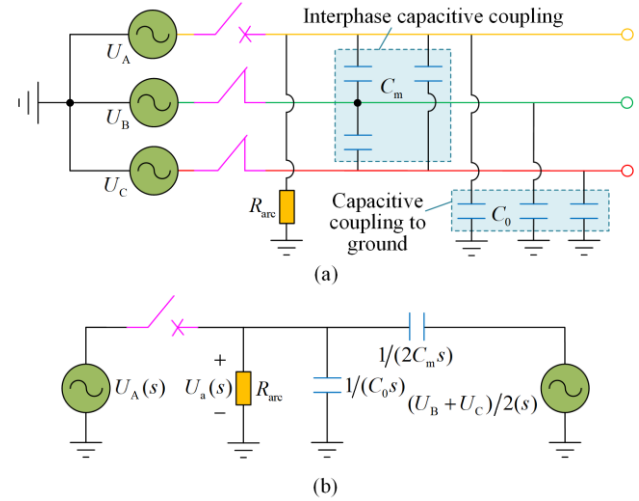 Interphase capacitive coupling
U_A
C_m
U_B
U_C
R_arc
Capacitive
coupling to
ground
C_0
(a)
1/(2C_m s)
U_A(s)
+
U_a(s)
−
R_arc
1/(C_0 s)
(U_B + U_C)/2(s)
(b)